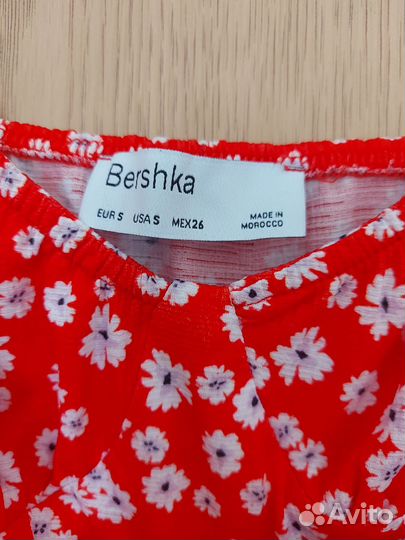 Bershka
EUR S USA S MEX 26 MADE IN
MOROCCO
Avito